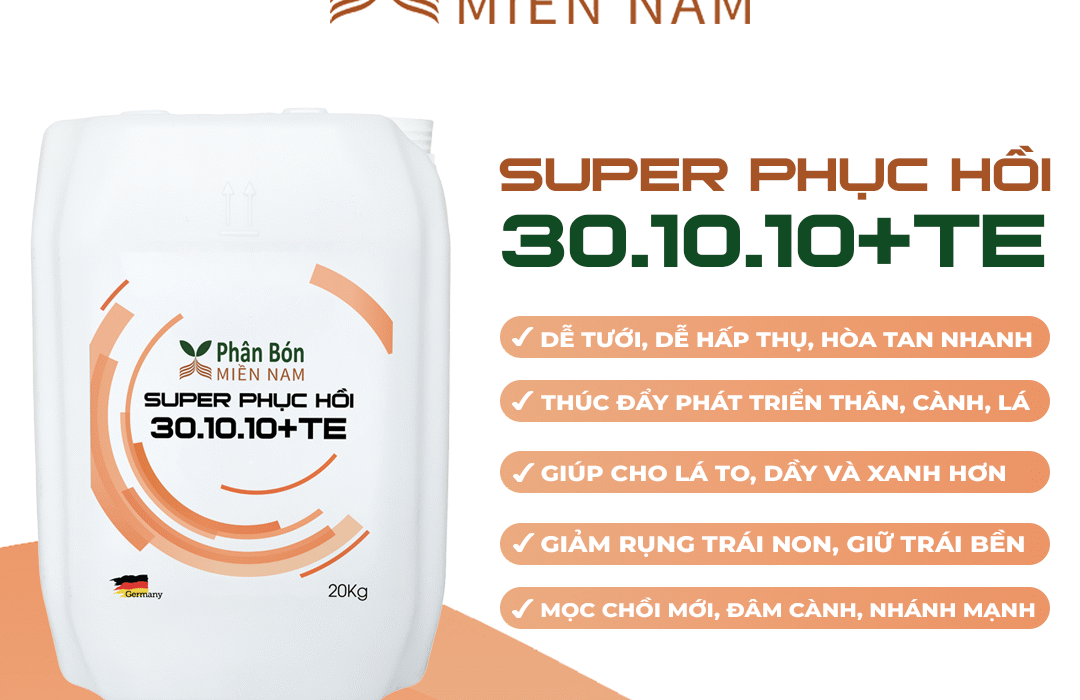 MIỀN NAM
SUPER PHỤC HỒI
30.10.10+TE
✓ DỄ TƯỚI, DỄ HẤP THỤ, HÒA TAN NHANH
✓ THÚC ĐẨY PHÁT TRIỂN THÂN, CÀNH, LÁ
✓ GIÚP CHO LÁ TO, DẦY VÀ XANH HƠN
✓ GIẢM RỤNG TRÁI NON, GIỮ TRÁI BỀN
✓ MỌC CHỒI MỚI, ĐÂM CÀNH, NHÁNH MẠNH
Phân Bón
MIỀN NAM
SUPER PHỤC HỒI
30.10.10+TE
Germany
20Kg